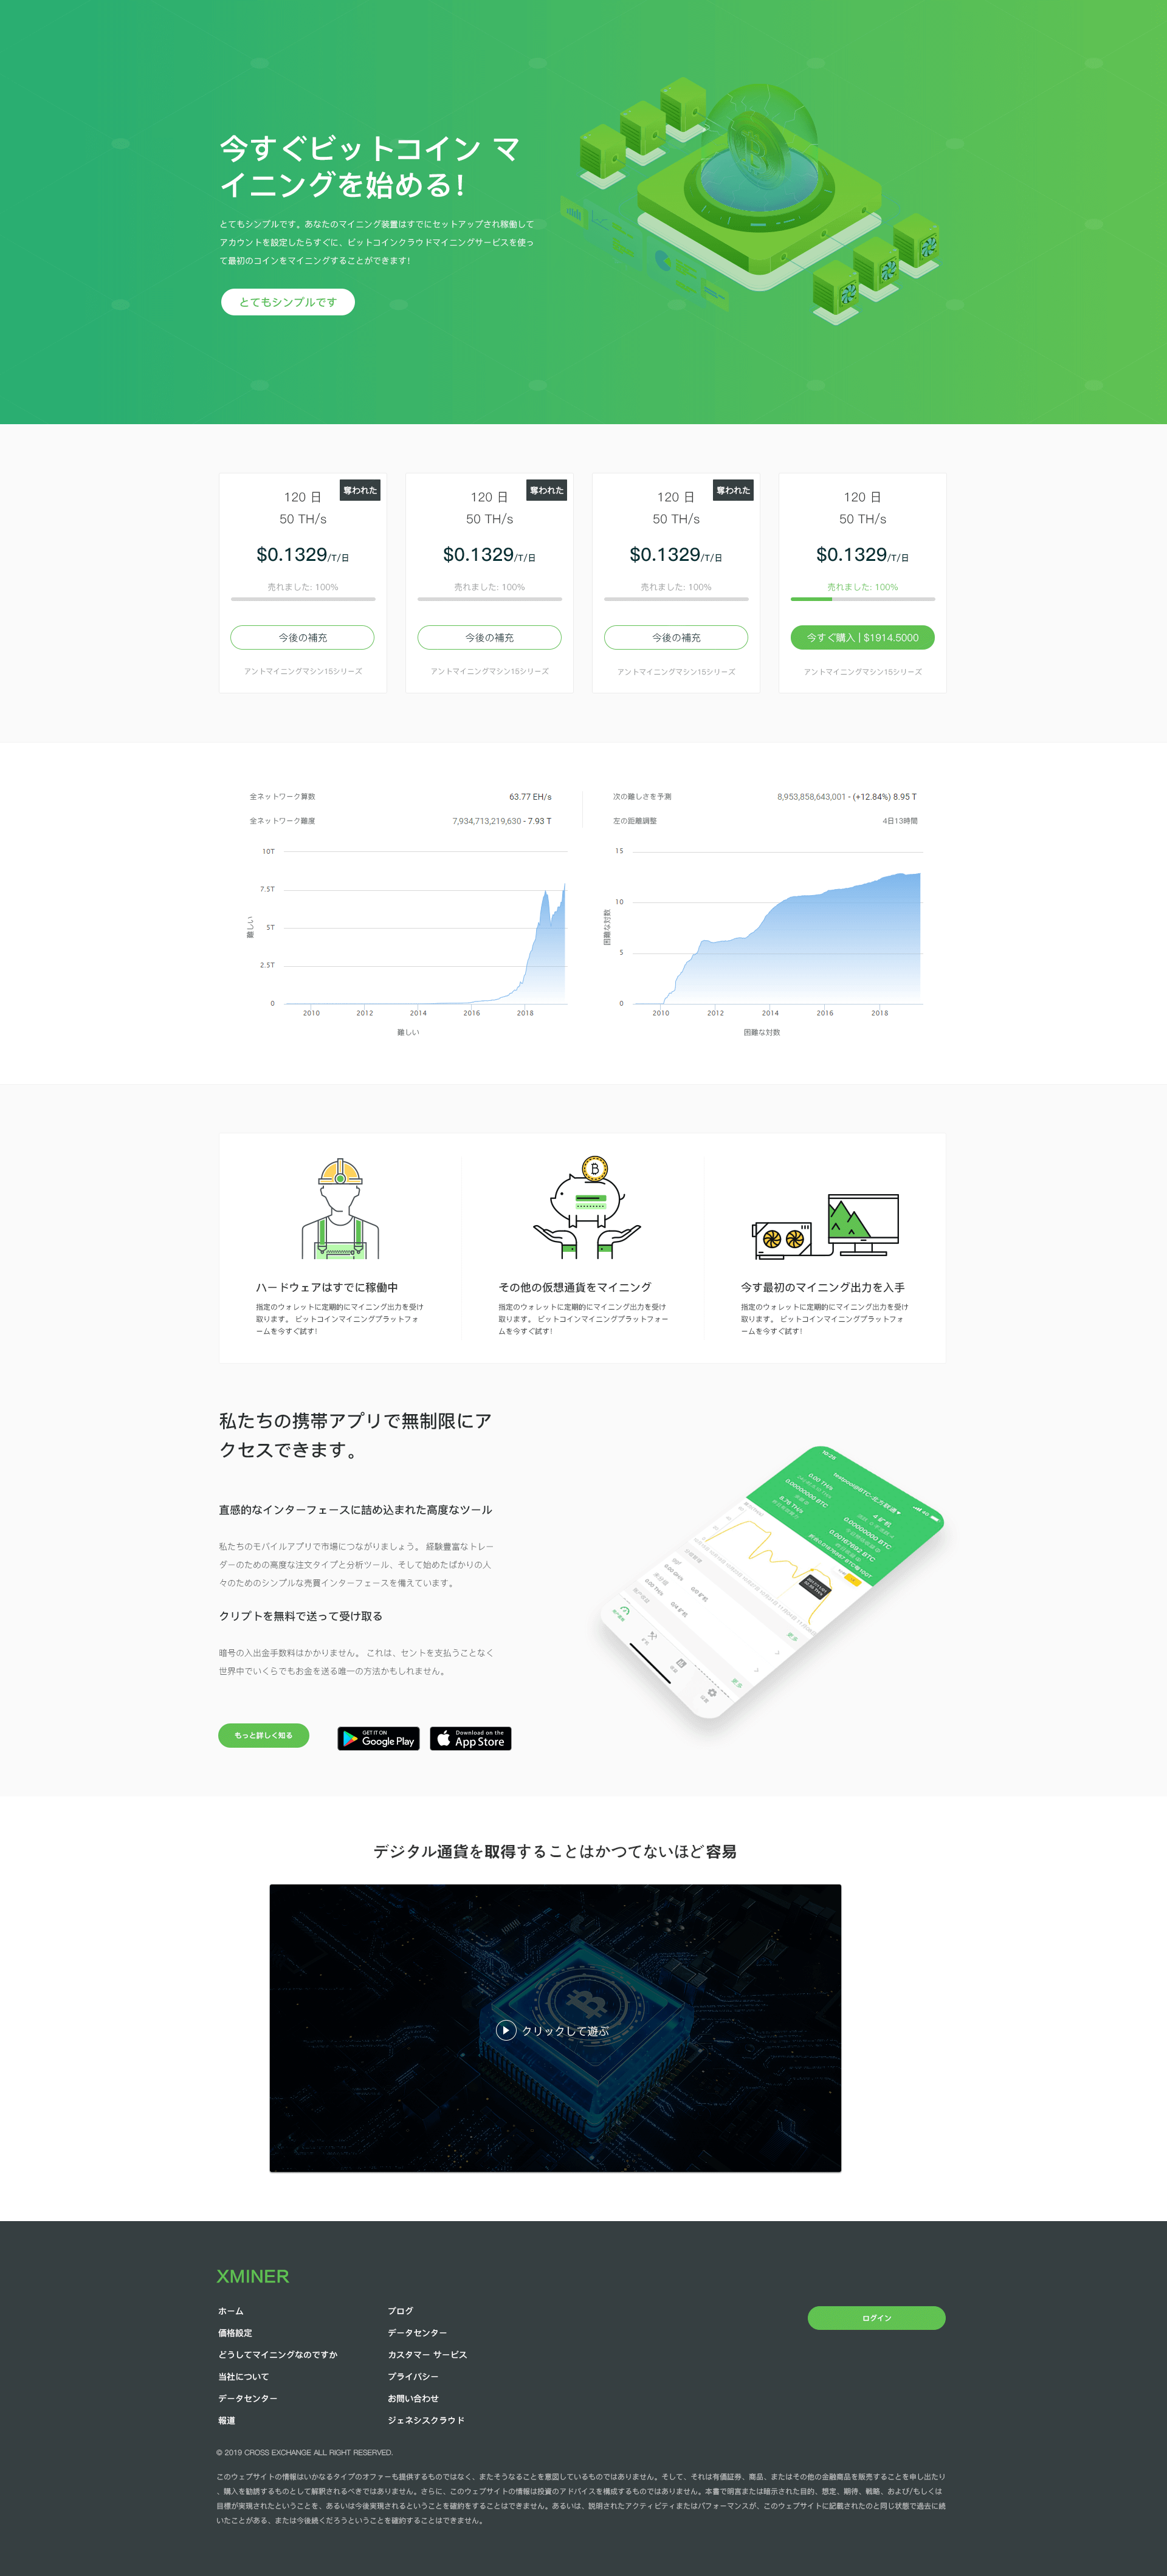 今すぐビットコイン マ
イニングを始める!
とてもシンプルです。あなたのマイニング装置はすでにセットアップされ稼働して
アカウントを設定したらすぐに、ビットコインクラウドマイニングサービスを使っ
て最初のコインをマイニングすることができます!
とてもシンプルです
奪われた
120 日
50 TH/s
$0.1329/T/日
売れました: 100%
今後の補充
アントマイニングマシン15シリーズ
奪われた
120 日
50 TH/s
$0.1329/T/日
売れました: 100%
今後の補充
アントマイニングマシン15シリーズ
奪われた
120 日
50 TH/s
$0.1329/T/日
売れました: 100%
今後の補充
アントマイニングマシン15シリーズ
120 日
50 TH/s
$0.1329/T/日
売れました: 100%
今すぐ購入 | $1914.5000
アントマイニングマシン15シリーズ
全ネットワーク算数 63.77 EH/s
全ネットワーク難度 7,934,713,219,630 - 7.93 T
次の難しさを予測 8,953,858,643,001 - (+12.84%) 8.95 T
左の距離調整 4日13時間
10T
7.5T
5T
2.5T
0
難しい
2010 2012 2014 2016 2018
難しい
15
10
5
0
困難な対数
2010 2012 2014 2016 2018
困難な対数
ハードウェアはすでに稼働中
指定のウォレットに定期的にマイニング出力を受け
取ります。 ビットコインマイニングプラットフォ
ームを今すぐ試す!
その他の仮想通貨をマイニング
指定のウォレットに定期的にマイニング出力を受け
取ります。 ビットコインマイニングプラットフォー
ムを今すぐ試す!
今す最初のマイニング出力を入手
指定のウォレットに定期的にマイニング出力を受け
取ります。 ビットコインマイニングプラットフォ
ームを今すぐ試す!
私たちの携帯アプリで無制限にア
クセスできます。
直感的なインターフェースに詰め込まれた高度なツール
私たちのモバイルアプリで市場につながりましょう。 経験豊富なトレー
ダーのための高度な注文タイプと分析ツール、そして始めたばかりの人
々のためのシンプルな売買インターフェースを備えています。
クリプトを無料で送って受け取る
暗号の入出金手数料はかかりません。 これは、セントを支払うことなく
世界中でいくらでもお金を送る唯一の方法かもしれません。
もっと詳しく知る
GET IT ON
Google Play
Download on the
App Store
10:26
0.00 TH/s
0.00000000 BTC
8.76 TH/s
4 矿机
0.00000000 BTC
0.00167692 BTC
更多
更多
デジタル通貨を取得することはかつてないほど容易
クリックして遊ぶ
XMINER
ホーム
価格設定
どうしてマイニングなのですか
当社について
データセンター
報道
ブログ
データセンター
カスタマー サービス
プライバシー
お問い合わせ
ジェネシスクラウド
ログイン
© 2019 CROSS EXCHANGE ALL RIGHT RESERVED.
このウェブサイトの情報はいかなるタイプのオファーも提供するものではなく、またそうなることを意図しているものではありません。そして、それは有価証券、商品、またはその他の金融商品を販売することを申し出たり
、購入を勧誘するものとして解釈されるべきではありません。さらに、このウェブサイトの情報は投資のアドバイスを構成するものではありません。本書で明言または暗示された目的、想定、期待、戦略、および/もしくは
目標が実現されたということを、あるいは今後実現されるということを確約をすることはできません。あるいは、説明されたアクティビティまたはパフォーマンスが、このウェブサイトに記載されたのと同じ状態で過去に続
いたことがある、または今後続くだろうということを確約することはできません。